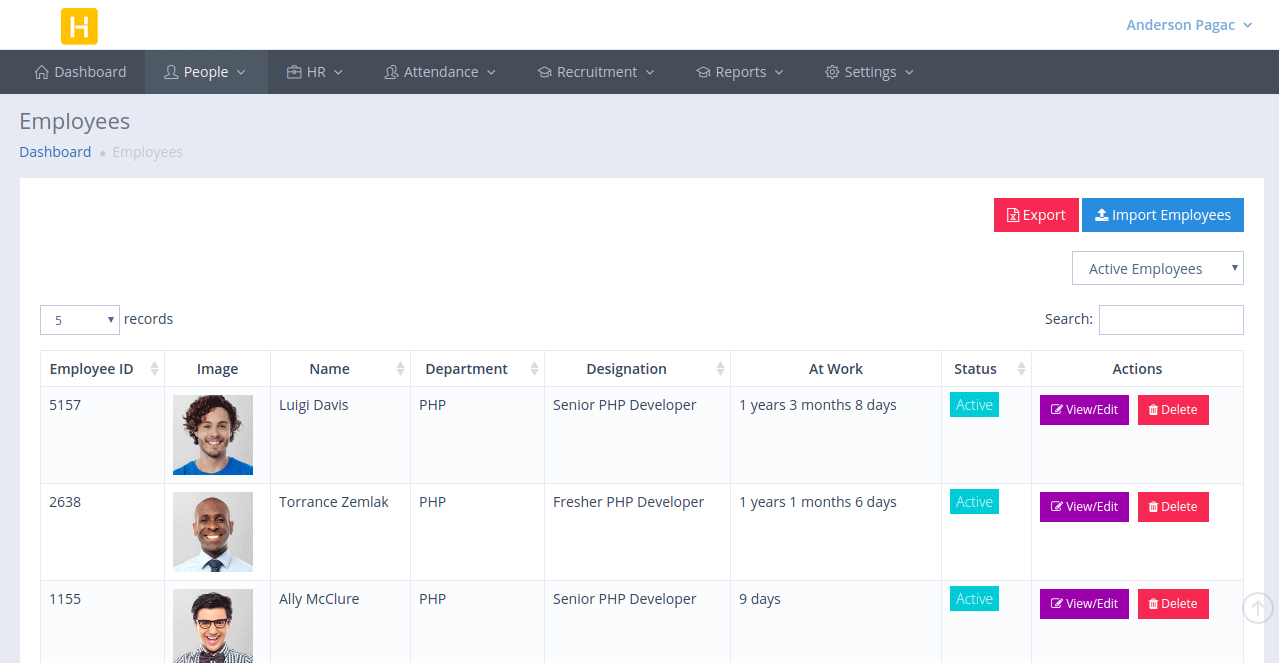 H
Anderson Pagac
Dashboard People HR Attendance Recruitment Reports Settings
Employees
Dashboard Employees
Export Import Employees
Active Employees
5 records Search:
Employee ID Image Name Department Designation At Work Status Actions
5157 Luigi Davis PHP Senior PHP Developer 1 years 3 months 8 days Active View/Edit Delete
2638 Torrance Zemlak PHP Fresher PHP Developer 1 years 1 months 6 days Active View/Edit Delete
1155 Ally McClure PHP Senior PHP Developer 9 days Active View/Edit Delete